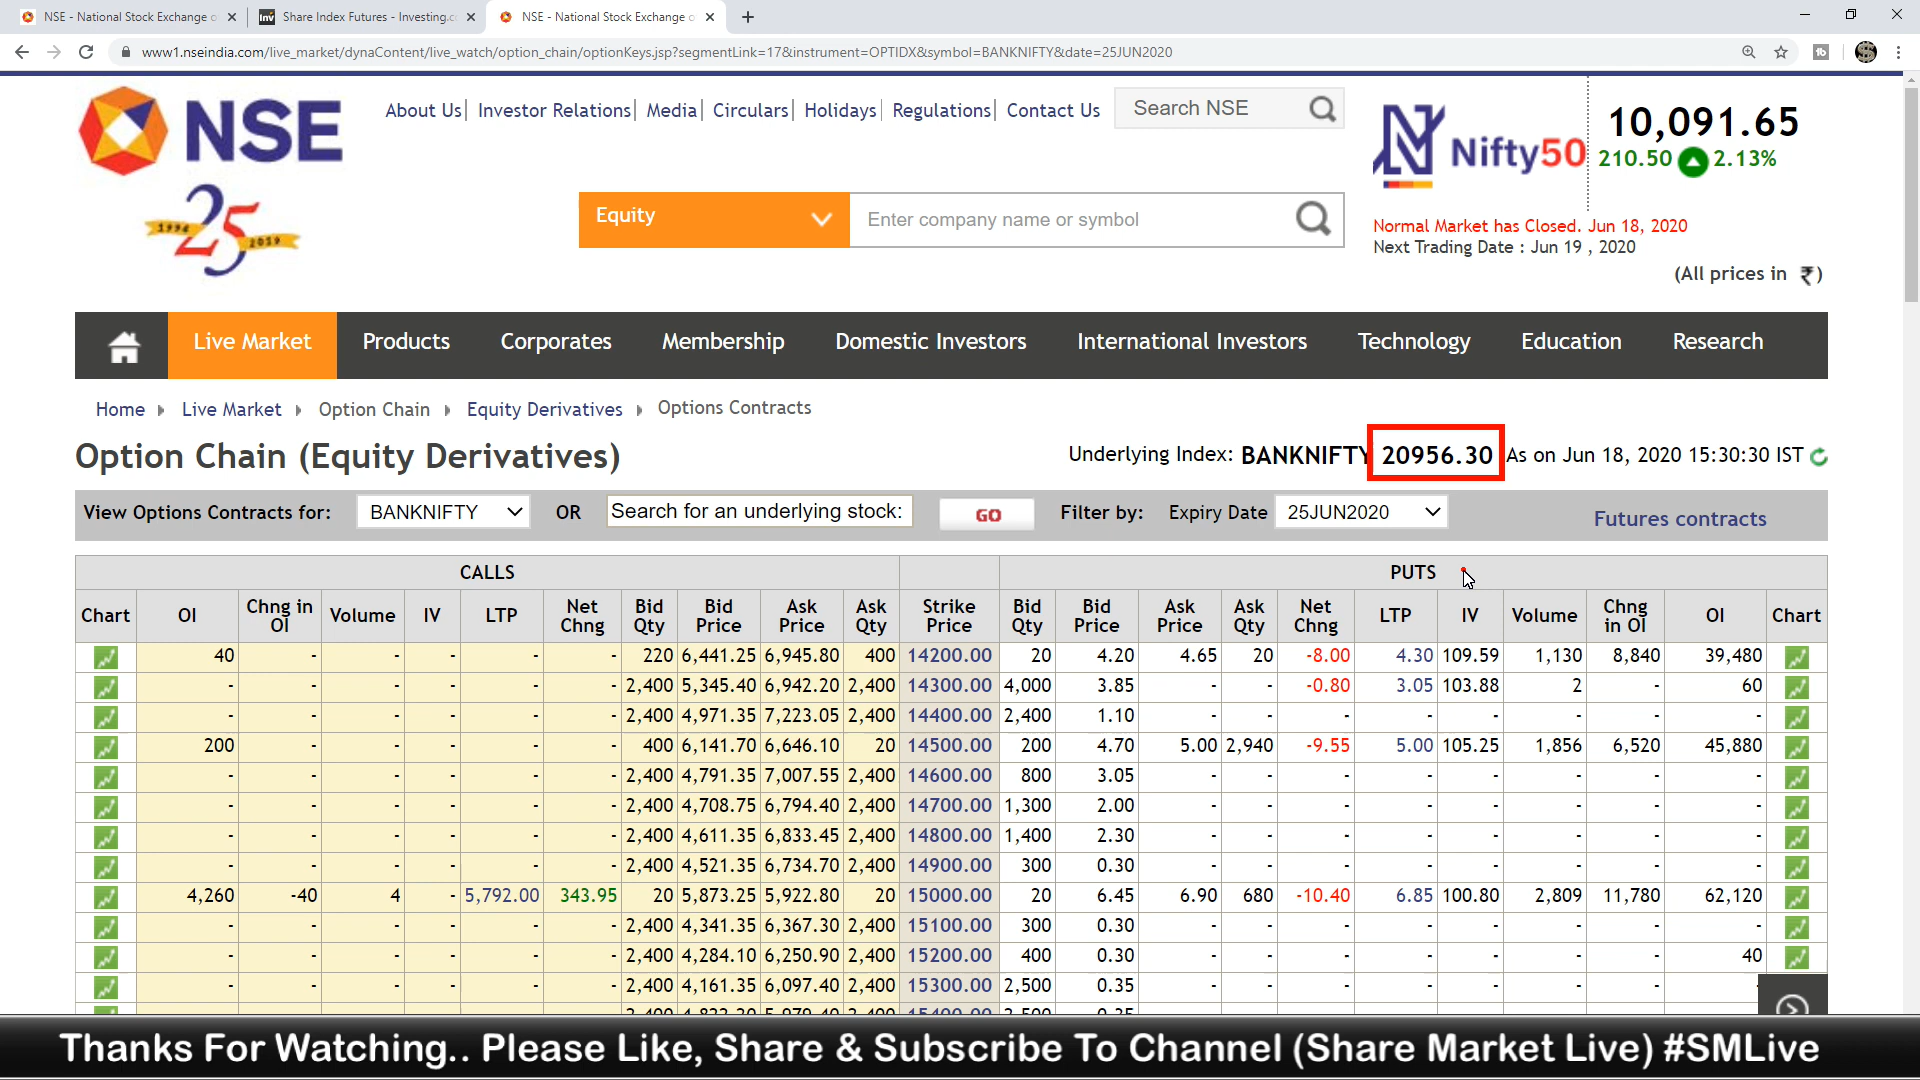 NSE - National Stock Exchange o
Share Index Futures - Investing.c
NSE - National Stock Exchange o
www1.nseindia.com/live_market/dynaContent/live_watch/option_chain/optionKeys.jsp?segmentLink=17&instrument=OPTIDX&symbol=BANKNIFTY&date=25JUN2020
NSE
1994 25 2019
About Us| Investor Relations| Media| Circulars| Holidays| Regulations| Contact Us
Search NSE
Equity
Enter company name or symbol
Nifty50
10,091.65
210.50 2.13%
Normal Market has Closed. Jun 18, 2020
Next Trading Date : Jun 19 , 2020
(All prices in ₹)
Live Market Products Corporates Membership Domestic Investors International Investors Technology Education Research
Home Live Market Option Chain Equity Derivatives Options Contracts
Option Chain (Equity Derivatives)
Underlying Index: BANKNIFTY 20956.30 As on Jun 18, 2020 15:30:30 IST
View Options Contracts for: BANKNIFTY OR Search for an underlying stock: GO Filter by: Expiry Date 25JUN2020 Futures contracts
CALLS PUTS
Chart OI Chng in OI Volume IV LTP Net Chng Bid Qty Bid Price Ask Price Ask Qty Strike Price Bid Qty Bid Price Ask Price Ask Qty Net Chng LTP IV Volume Chng in OI OI Chart
40 - - - - - 220 6,441.25 6,945.80 400 14200.00 20 4.20 4.65 20 -8.00 4.30 109.59 1,130 8,840 39,480
- - - - - - 2,400 5,345.40 6,942.20 2,400 14300.00 4,000 3.85 - - -0.80 3.05 103.88 2 - 60
- - - - - - 2,400 4,971.35 7,223.05 2,400 14400.00 2,400 1.10 - - - - - - - -
200 - - - - - 400 6,141.70 6,646.10 20 14500.00 200 4.70 5.00 2,940 -9.55 5.00 105.25 1,856 6,520 45,880
- - - - - - 2,400 4,791.35 7,007.55 2,400 14600.00 800 3.05 - - - - - - - -
- - - - - - 2,400 4,708.75 6,794.40 2,400 14700.00 1,300 2.00 - - - - - - - -
- - - - - - 2,400 4,611.35 6,833.45 2,400 14800.00 1,400 2.30 - - - - - - - -
- - - - - - 2,400 4,521.35 6,734.70 2,400 14900.00 300 0.30 - - - - - - - -
4,260 -40 4 - 5,792.00 343.95 20 5,873.25 5,922.80 20 15000.00 20 6.45 6.90 680 -10.40 6.85 100.80 2,809 11,780 62,120
- - - - - - 2,400 4,341.35 6,367.30 2,400 15100.00 300 0.30 - - - - - - - -
- - - - - - 2,400 4,284.10 6,250.90 2,400 15200.00 400 0.30 - - - - - - - 40
- - - - - - 2,400 4,161.35 6,097.40 2,400 15300.00 2,500 0.35 - - - - - - - -
Thanks For Watching.. Please Like, Share & Subscribe To Channel (Share Market Live) #SMLive